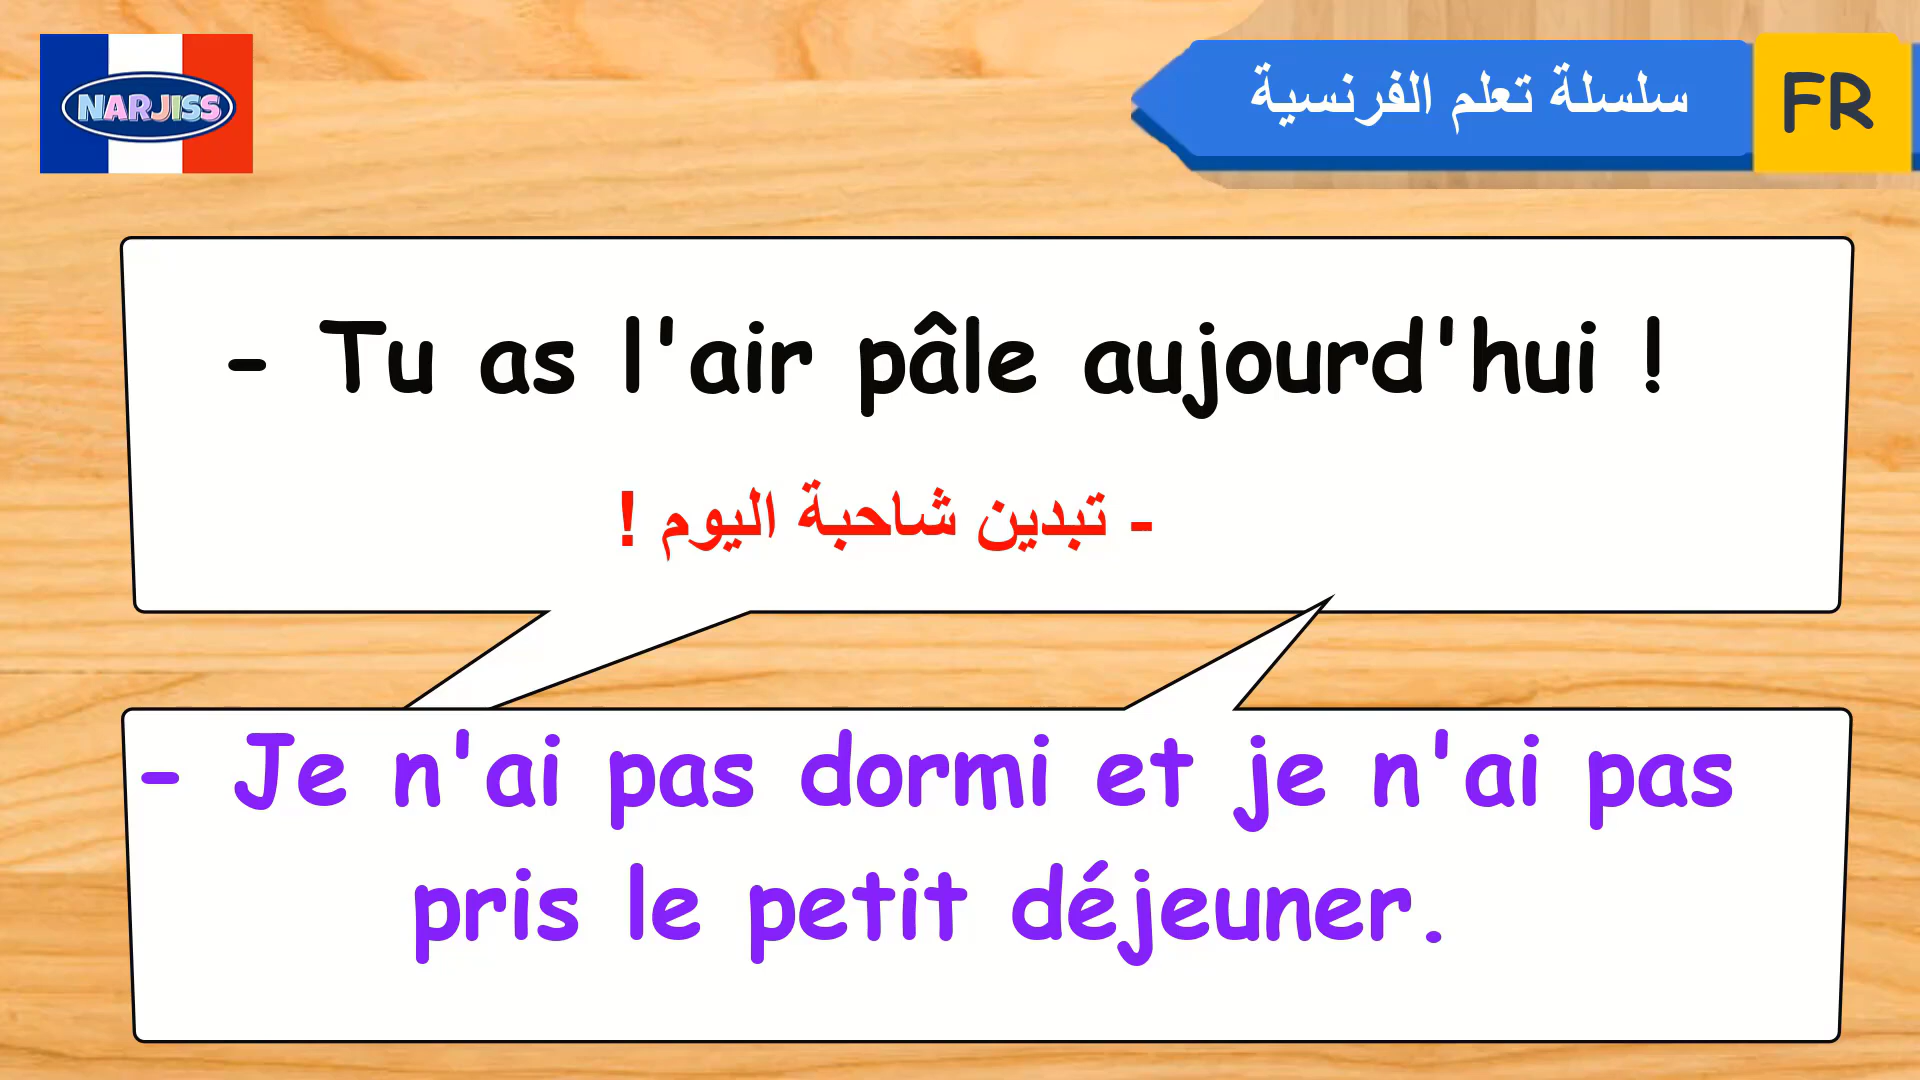 NARJISS
سلسلة تعلم الفرنسية
FR
- Tu as l'air pâle aujourd'hui !
- تبدين شاحبة اليوم !
- Je n'ai pas dormi et je n'ai pas
pris le petit déjeuner.